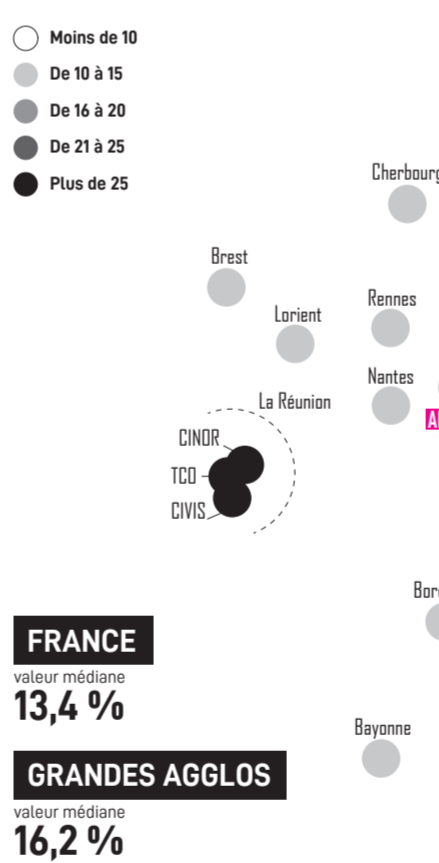 Moins de 10
De 10 à 15
De 16 à 20
De 21 à 25
Plus de 25
Cherbourg
Brest
Lorient
Rennes
Nantes
La Réunion
CINOR
TCO
CIVIS
FRANCE
valeur médiane
13,4 %
Bayonne
GRANDES AGGLOS
valeur médiane
16,2 %